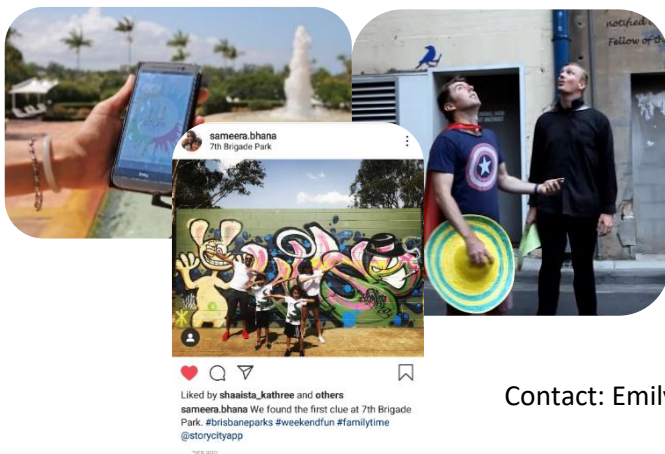 notified
Fellow of the
sameera.bhana
7th Brigade Park
Liked by shaaista_kathree and others
sameera.bhana We found the first clue at 7th Brigade
Park. #brisbaneparks #weekendfun #familytime
@storycityapp
Contact: Emily